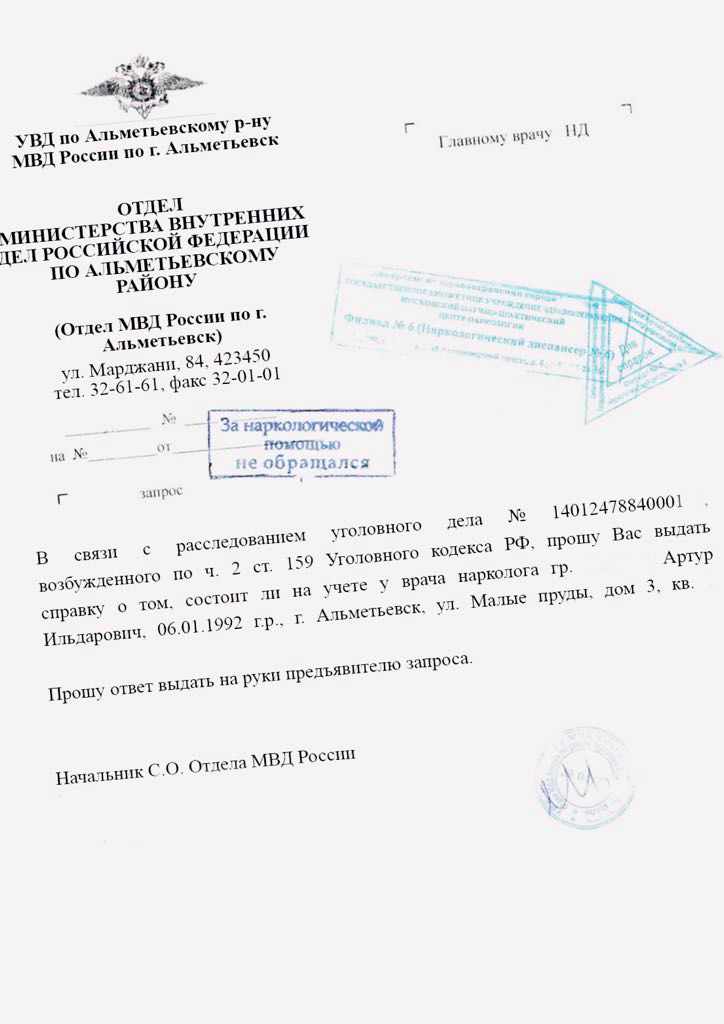 УВД по Альметьевскому р-ну
МВД России по г. Альметьевск
Главному врачу НД
ОТДЕЛ
МИНИСТЕРСТВА ВНУТРЕННИХ
ДЕЛ РОССИЙСКОЙ ФЕДЕРАЦИИ
ПО АЛЬМЕТЬЕВСКОМУ
РАЙОНУ
(Отдел МВД России по г.
Альметьевск)
ул. Марджани, 84, 423450
тел. 32-61-61, факс 32-01-01
Департамент здравоохранения города
ГОСУДАРСТВЕННОЕ БЮДЖЕТНОЕ УЧРЕЖДЕНИЕ ЗДРАВООХРАНЕНИЯ
МОСКОВСКИЙ НАУЧНО-ПРАКТИЧЕСКИЙ
ЦЕНТР НАРКОЛОГИИ
Филиал № 6 (Наркологический диспансер № 6)
Для
справок
№
на № от
За наркологической
помощью
не обращался
запрос
В связи с расследованием уголовного дела № 14012478840001 ,
возбужденного по ч. 2 ст. 159 Уголовного кодекса РФ, прошу Вас выдать
справку о том, состоит ли на учете у врача нарколога гр. Артур
Ильдарович, 06.01.1992 г.р., г. Альметьевск, ул. Малые пруды, дом 3, кв.
Прошу ответ выдать на руки предъявителю запроса.
Начальник С.О. Отдела МВД России